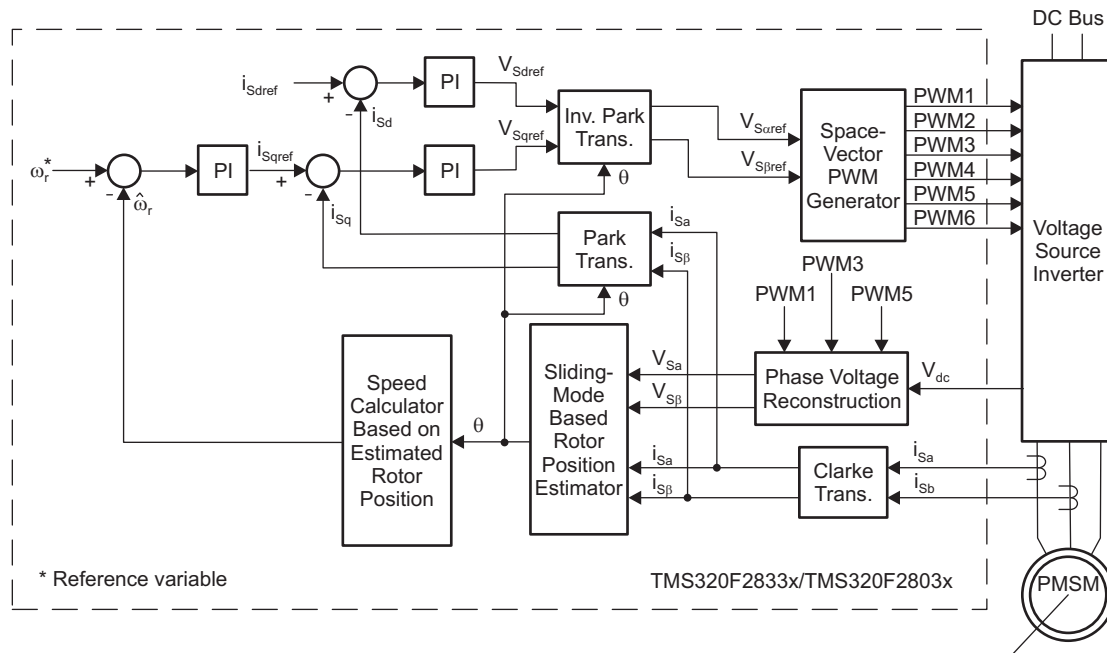 DC Bus
i_Sdref
+
-
i_Sd
PI
V_Sdref
Inv. Park
Trans.
θ
V_Sαref
V_Sβref
Space-
Vector
PWM
Generator
PWM1
PWM2
PWM3
PWM4
PWM5
PWM6
Voltage
Source
Inverter
ω_r^*
+
-
ω̂_r
PI
i_Sqref
+
-
i_Sq
PI
V_Sqref
Park
Trans.
θ
i_Sa
i_Sβ
PWM3
PWM1
PWM5
Phase Voltage
Reconstruction
V_dc
V_Sa
V_Sβ
Speed
Calculator
Based on
Estimated
Rotor
Position
θ
Sliding-
Mode
Based
Rotor
Position
Estimator
i_Sa
i_Sβ
Clarke
Trans.
i_Sa
i_Sb
* Reference variable
TMS320F2833x/TMS320F2803x
PMSM